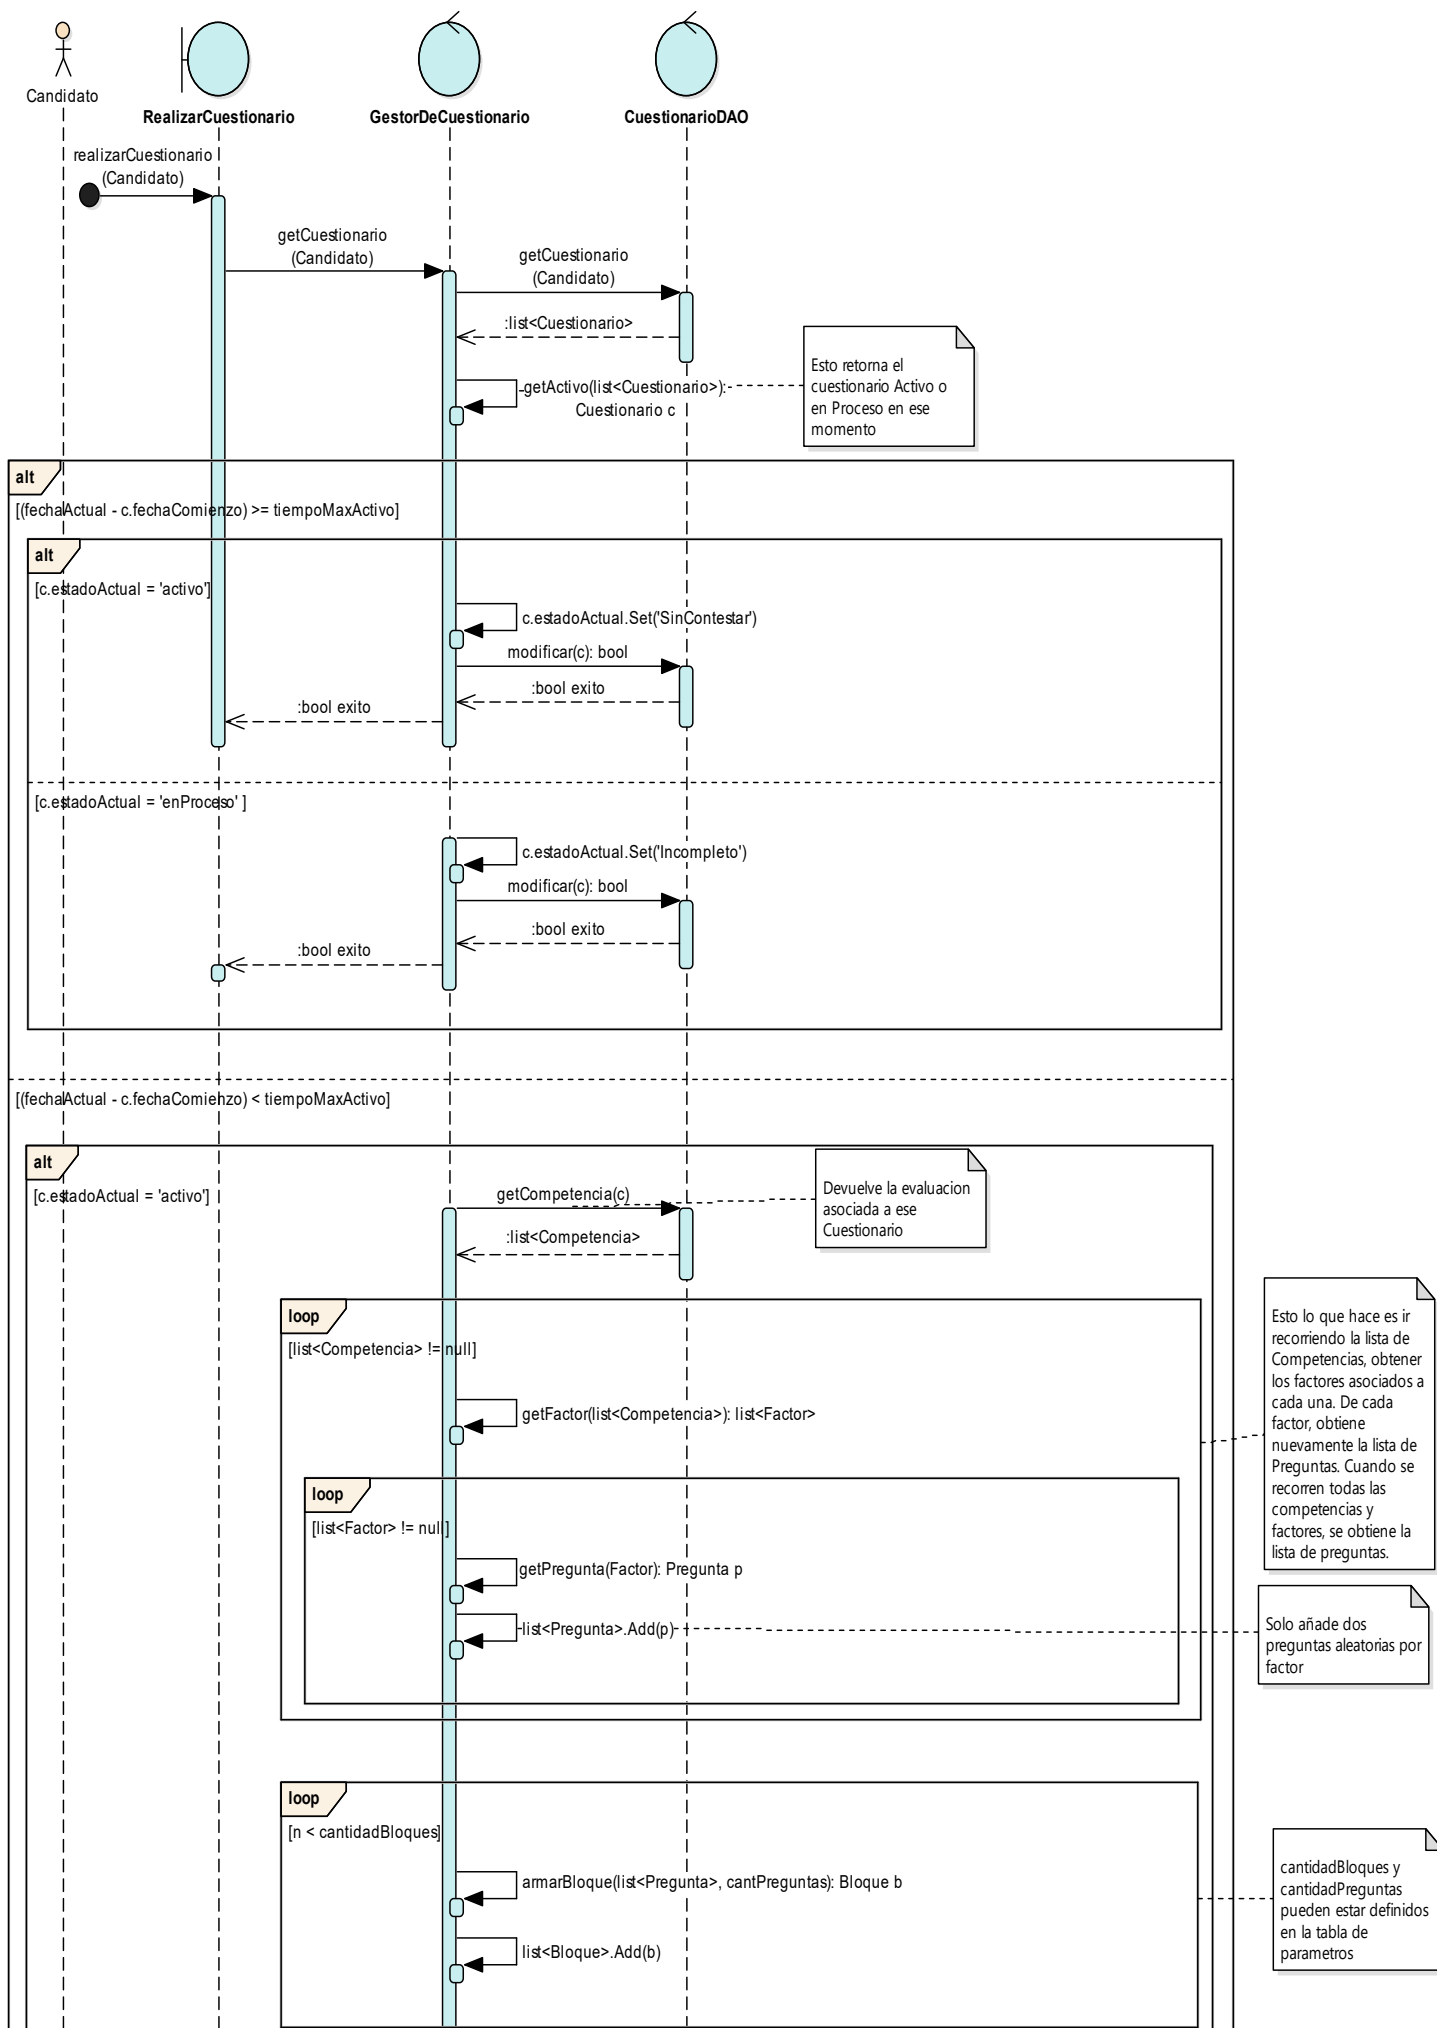 Candidato
RealizarCuestionario
GestorDeCuestionario
CuestionarioDAO
realizarCuestionario
(Candidato)
getCuestionario
(Candidato)
getCuestionario
(Candidato)
:list<Cuestionario>
getActivo(list<Cuestionario>):
Cuestionario c
Esto retorna el
cuestionario Activo o
en Proceso en ese
momento
alt
[(fechaActual - c.fechaComienzo) >= tiempoMaxActivo]
alt
[c.estadoActual = 'activo']
c.estadoActual.Set('SinContestar')
modificar(c): bool
:bool exito
:bool exito
[c.estadoActual = 'enProceso' ]
c.estadoActual.Set('Incompleto')
modificar(c): bool
:bool exito
:bool exito
[(fechaActual - c.fechaComienzo) < tiempoMaxActivo]
alt
[c.estadoActual = 'activo']
getCompetencia(c)
Devuelve la evaluacion
asociada a ese
Cuestionario
:list<Competencia>
loop
[list<Competencia> != null]
getFactor(list<Competencia>): list<Factor>
Esto lo que hace es ir
recorriendo la lista de
Competencias, obtener
los factores asociados a
cada una. De cada
factor, obtiene
nuevamente la lista de
Preguntas. Cuando se
recorren todas las
competencias y
factores, se obtiene la
lista de preguntas.
loop
[list<Factor> != null]
getPregunta(Factor): Pregunta p
list<Pregunta>.Add(p)
Solo añade dos
preguntas aleatorias por
factor
loop
[n < cantidadBloques]
armarBloque(list<Pregunta>, cantPreguntas): Bloque b
list<Bloque>.Add(b)
cantidadBloques y
cantidadPreguntas
pueden estar definidos
en la tabla de
parametros